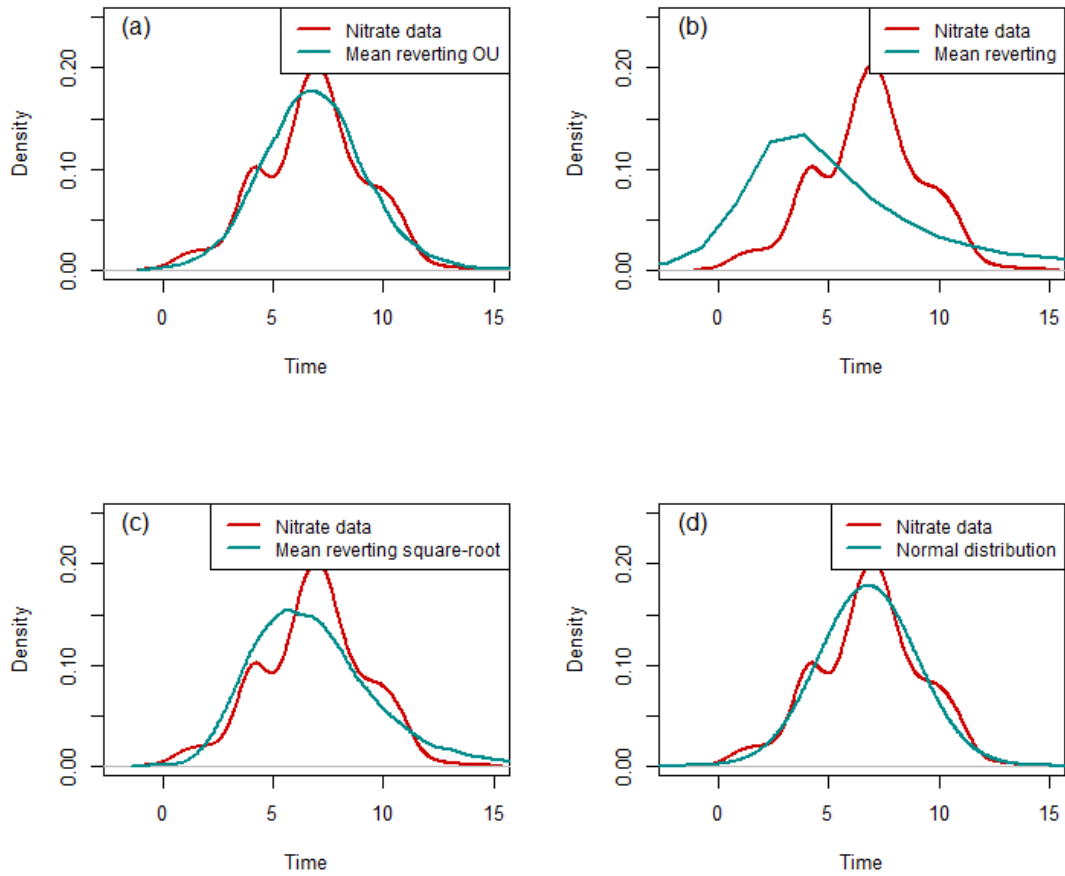 (a)
Nitrate data
Mean reverting OU
Density
0.00 0.10 0.20
0 5 10 15
Time
(b)
Nitrate data
Mean reverting
Density
0.00 0.10 0.20
0 5 10 15
Time
(c)
Nitrate data
Mean reverting square-root
Density
0.00 0.10 0.20
0 5 10 15
Time
(d)
Nitrate data
Normal distribution
Density
0.00 0.10 0.20
0 5 10 15
Time